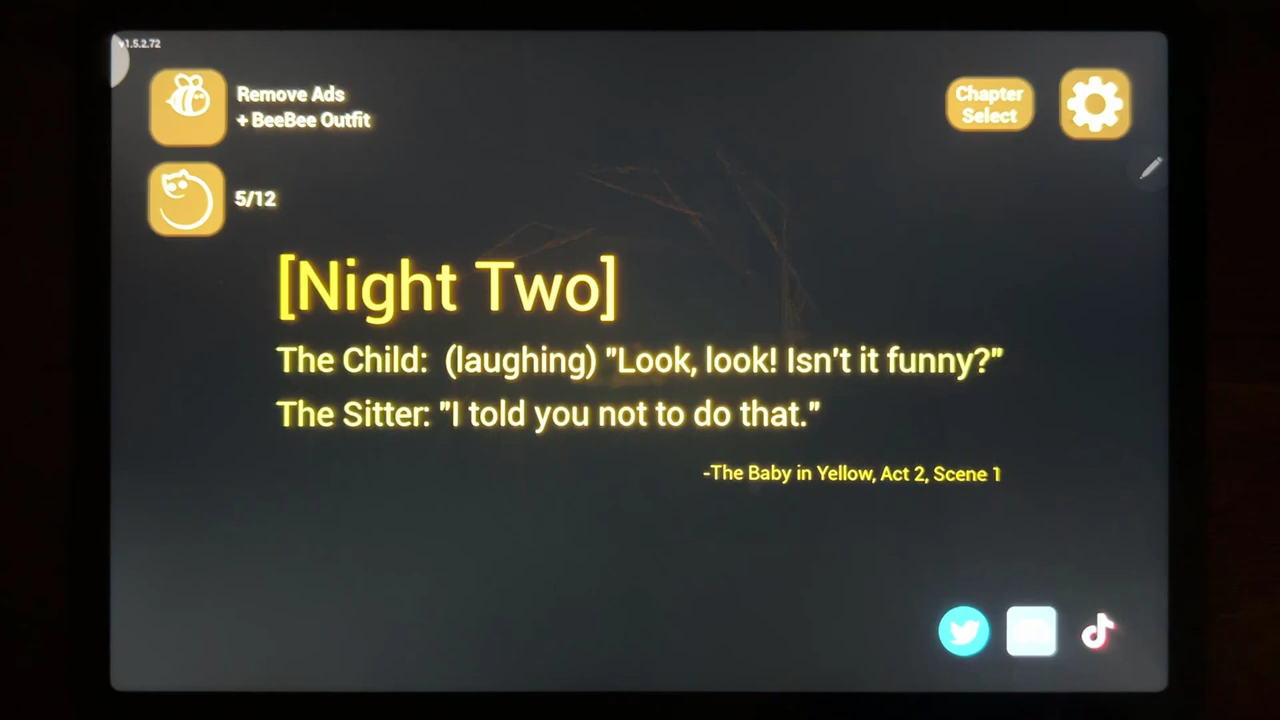 v1.5.2.72
Remove Ads
+ BeeBee Outfit
Chapter
Select
5/12
[Night Two]
The Child:  (laughing) "Look, look! Isn't it funny?"
The Sitter: "I told you not to do that."
-The Baby in Yellow, Act 2, Scene 1